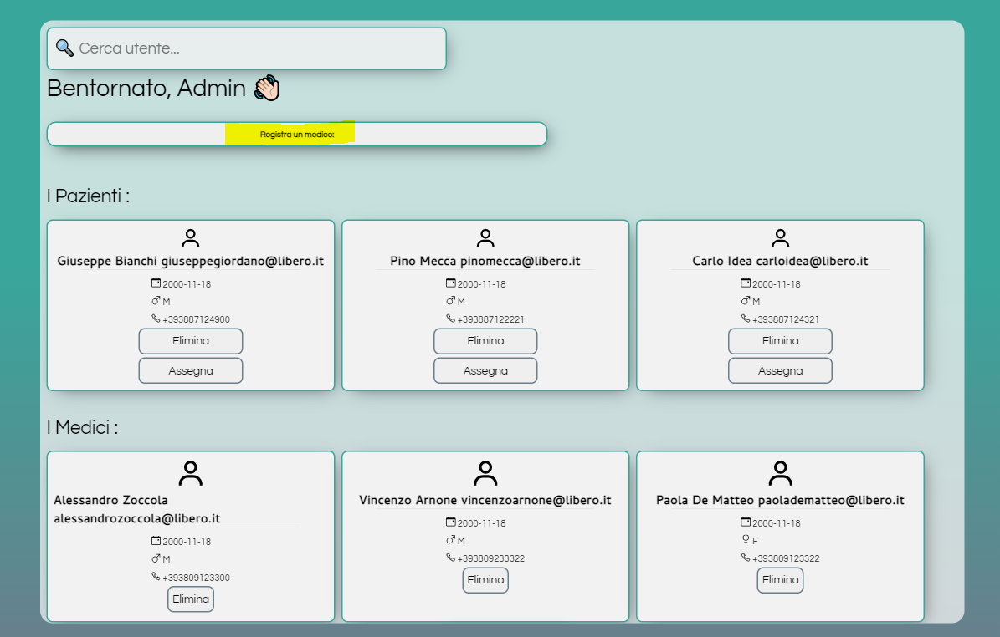 Cerca utente...
Bentornato, Admin
Registra un medico:
I Pazienti :
Giuseppe Bianchi giuseppegiordano@libero.it
2000-11-18
M
+393887124900
Elimina
Assegna
Pino Mecca pinomecca@libero.it
2000-11-18
M
+393887122221
Elimina
Assegna
Carlo Idea carloidea@libero.it
2000-11-18
M
+393887124321
Elimina
Assegna
I Medici :
Alessandro Zoccola
alessandrozoccola@libero.it
2000-11-18
M
+393809123300
Elimina
Vincenzo Arnone vincenzoarnone@libero.it
2000-11-18
M
+393809233322
Elimina
Paola De Matteo paoladematteo@libero.it
2000-11-18
F
+393809123322
Elimina